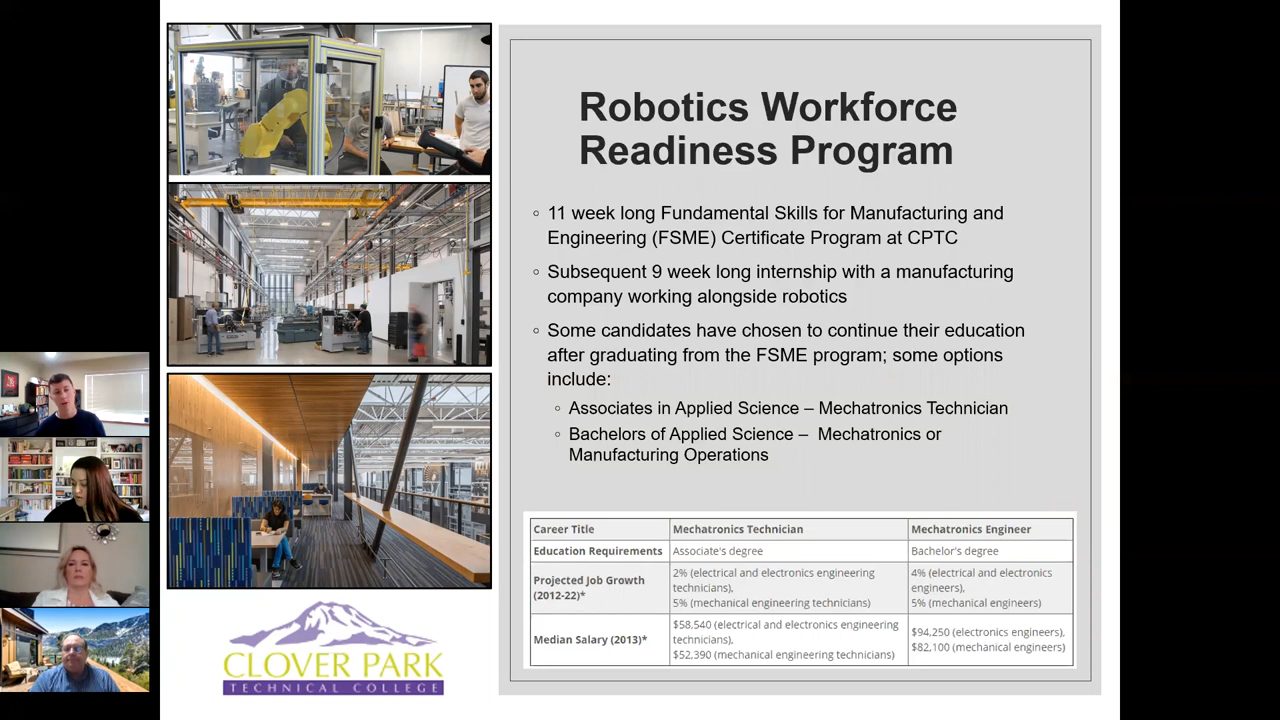 Robotics Workforce
Readiness Program
◦ 11 week long Fundamental Skills for Manufacturing and
Engineering (FSME) Certificate Program at CPTC
◦ Subsequent 9 week long internship with a manufacturing
company working alongside robotics
◦ Some candidates have chosen to continue their education
after graduating from the FSME program; some options
include:
◦ Associates in Applied Science – Mechatronics Technician
◦ Bachelors of Applied Science – Mechatronics or
Manufacturing Operations
Career Title Mechatronics Technician Mechatronics Engineer
Education Requirements Associate's degree Bachelor's degree
Projected Job Growth (2012-22)*
2% (electrical and electronics engineering
technicians),
5% (mechanical engineering technicians)
4% (electrical and electronics
engineers),
5% (mechanical engineers)
Median Salary (2013)*
$58,540 (electrical and electronics engineering
technicians),
$52,390 (mechanical engineering technicians)
$94,250 (electronics engineers),
$82,100 (mechanical engineers)
CLOVER PARK
TECHNICAL COLLEGE